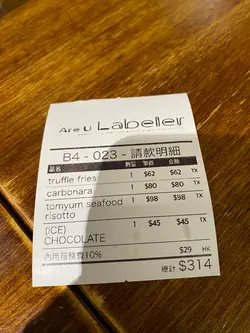 Are U Labeller
B4 - 023 - 請款明細
品名 數量 單價 金額
truffle fries 1 $62 $62 TX
carbonara 1 $80 $80 TX
tomyum seafood 1 $98 $98 TX
risotto
(ICE) 1 $45 $45 TX
CHOCOLATE
內用服務費10% $29 HK
總計 $314